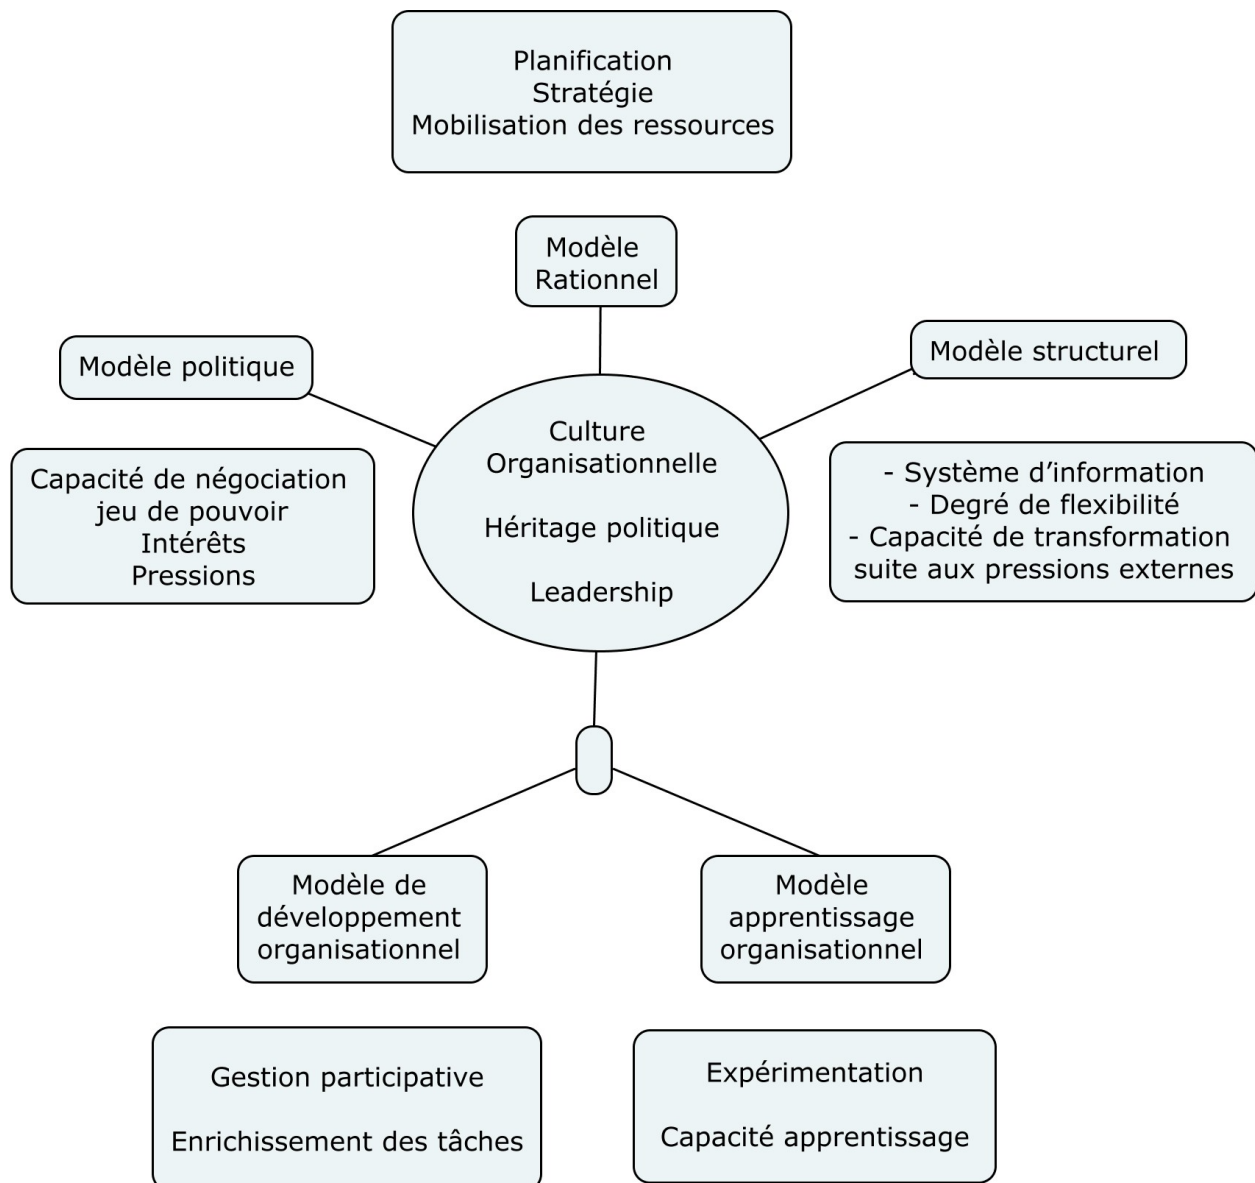 Planification
Stratégie
Mobilisation des ressources
Modèle
Rationnel
Modèle politique
Modèle structurel
Capacité de négociation
jeu de pouvoir
Intérêts
Pressions
Culture
Organisationnelle
Héritage politique
Leadership
- Système d’information
- Degré de flexibilité
- Capacité de transformation
suite aux pressions externes
Modèle de
développement
organisationnel
Modèle
apprentissage
organisationnel
Gestion participative
Enrichissement des tâches
Expérimentation
Capacité apprentissage